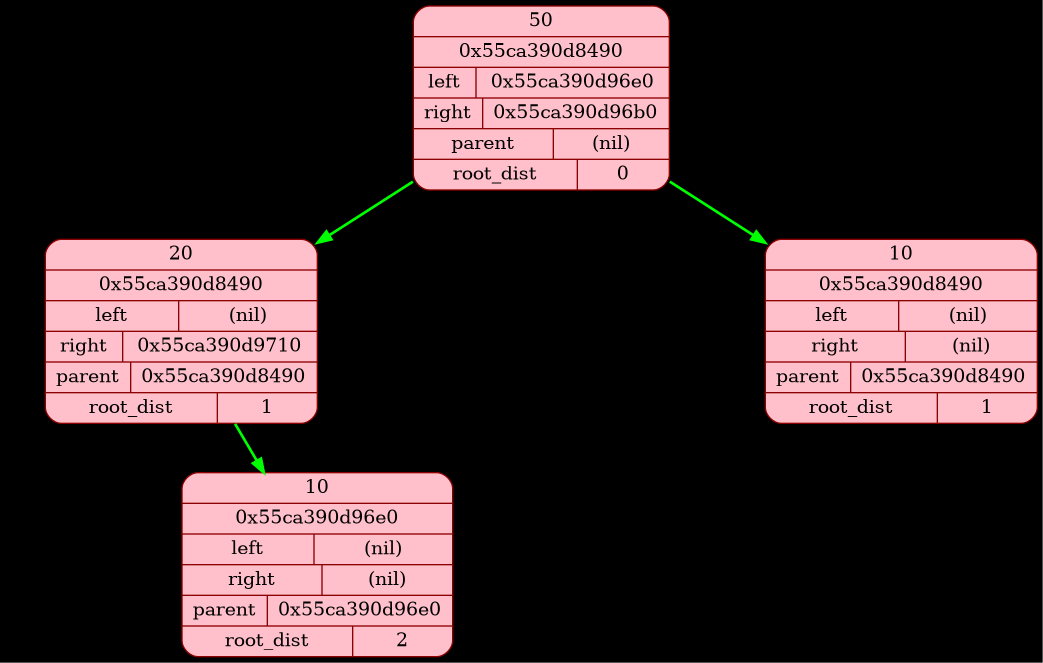 50
0x55ca390d8490
left 0x55ca390d96e0
right 0x55ca390d96b0
parent (nil)
root_dist 0
20
0x55ca390d8490
left (nil)
right 0x55ca390d9710
parent 0x55ca390d8490
root_dist 1
10
0x55ca390d8490
left (nil)
right (nil)
parent 0x55ca390d8490
root_dist 1
10
0x55ca390d96e0
left (nil)
right (nil)
parent 0x55ca390d96e0
root_dist 2